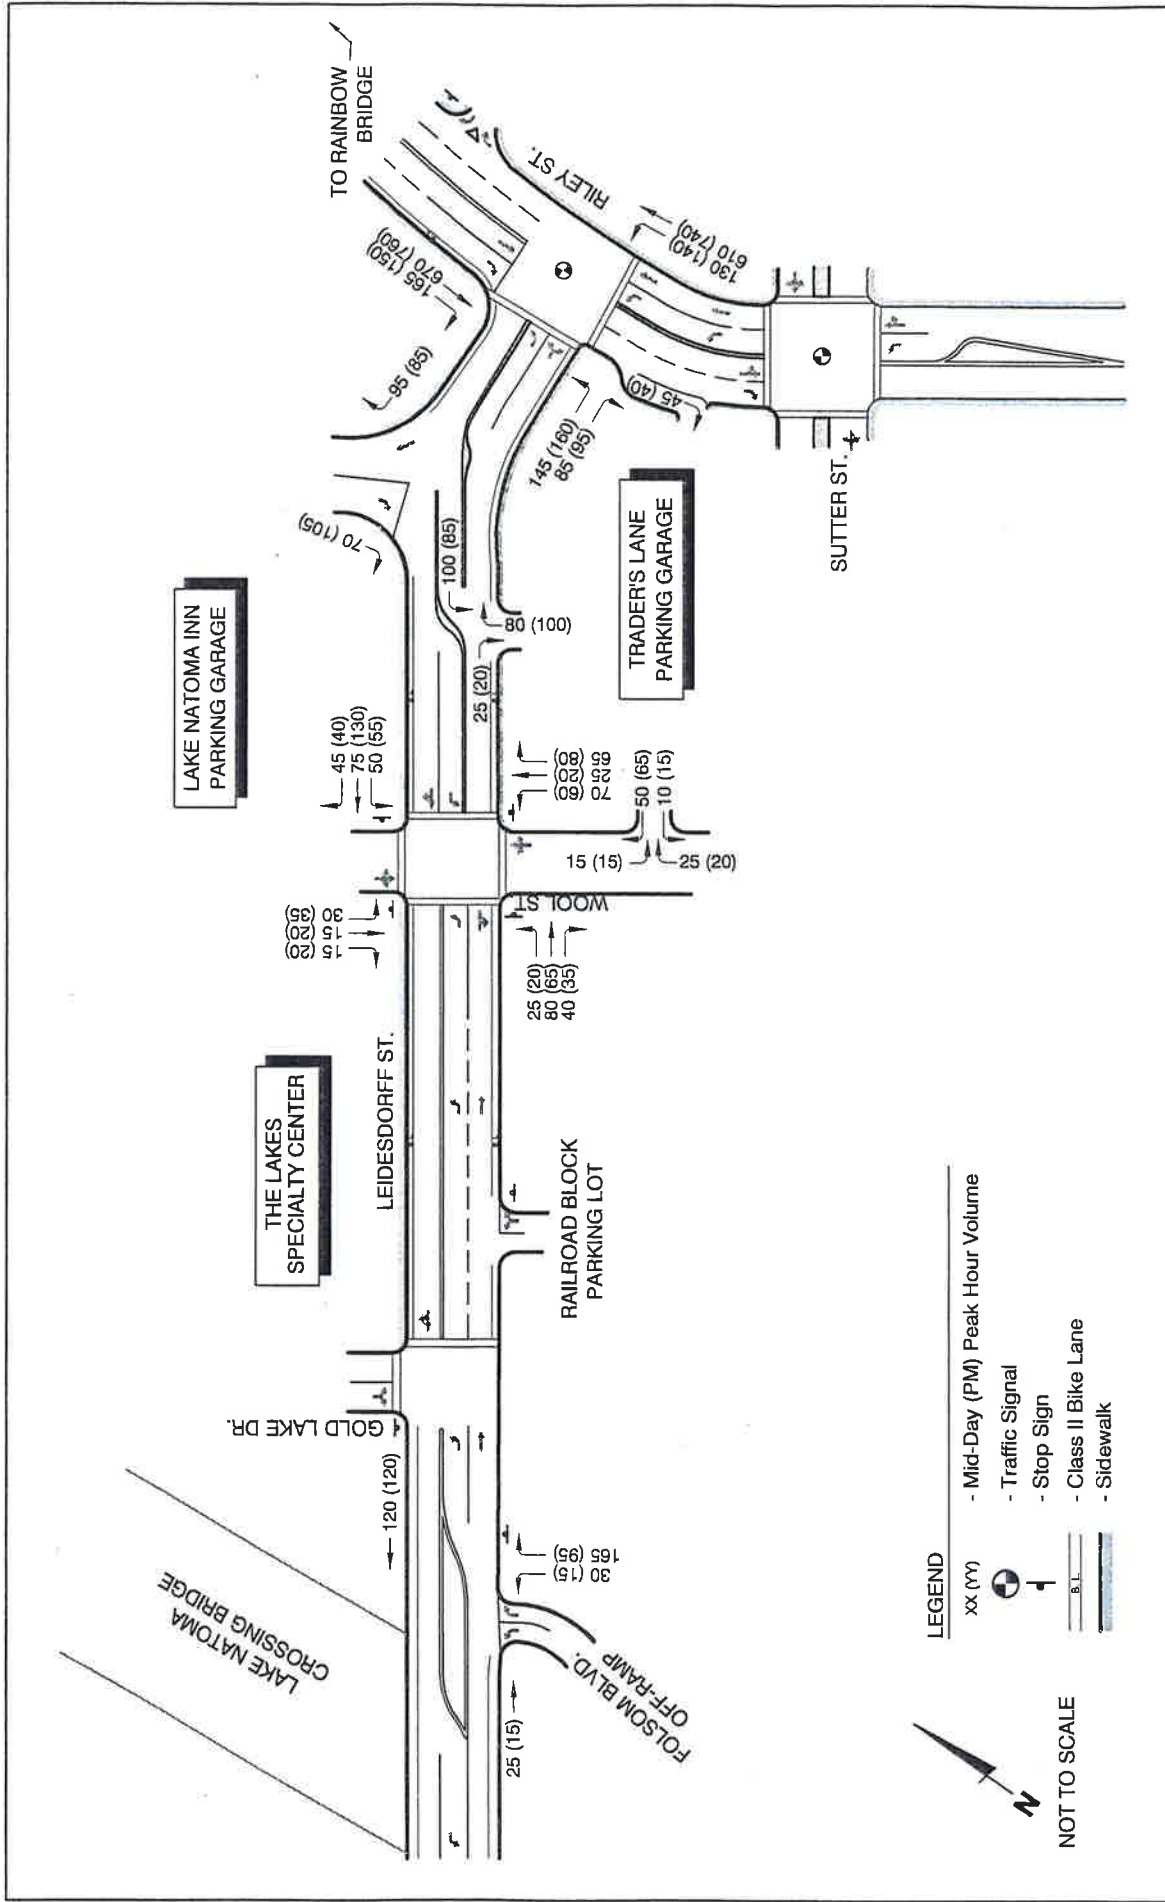 TO RAINBOW
BRIDGE
RILEY ST.
165 (150)
670 (760)
130 (140)
610 (740)
95 (85)
145 (160)
85 (95)
45 (40)
SUTTER ST.
TRADER'S LANE
PARKING GARAGE
LAKE NATOMA INN
PARKING GARAGE
70 (105)
100 (85)
80 (100)
25 (20)
45 (40)
75 (130)
50 (55)
70 (60)
25 (20)
65 (80)
50 (65)
10 (15)
15 (15)
25 (20)
WOOL ST
15 (20)
15 (20)
30 (35)
25 (20)
80 (65)
40 (35)
THE LAKES
SPECIALTY CENTER
LEIDESDORFF ST.
RAILROAD BLOCK
PARKING LOT
GOLD LAKE DR.
120 (120)
LAKE NATOMA
CROSSING BRIDGE
30 (15)
165 (95)
25 (15)
FOLSOM BLVD.
OFF-RAMP
LEGEND
XX (YY) - Mid-Day (PM) Peak Hour Volume
- Traffic Signal
- Stop Sign
B.L. - Class II Bike Lane
- Sidewalk
N
NOT TO SCALE